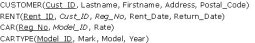 CUSTOMER(Cust_ID, Lastname, Firstname, Address, Postal_Code)
RENT(Rent_ID, Cust_ID, Reg_No, Rent_Date, Return_Date)
CAR(Reg_No, Model_ID, Rate)
CARTYPE(Model_ID, Mark, Model, Year)